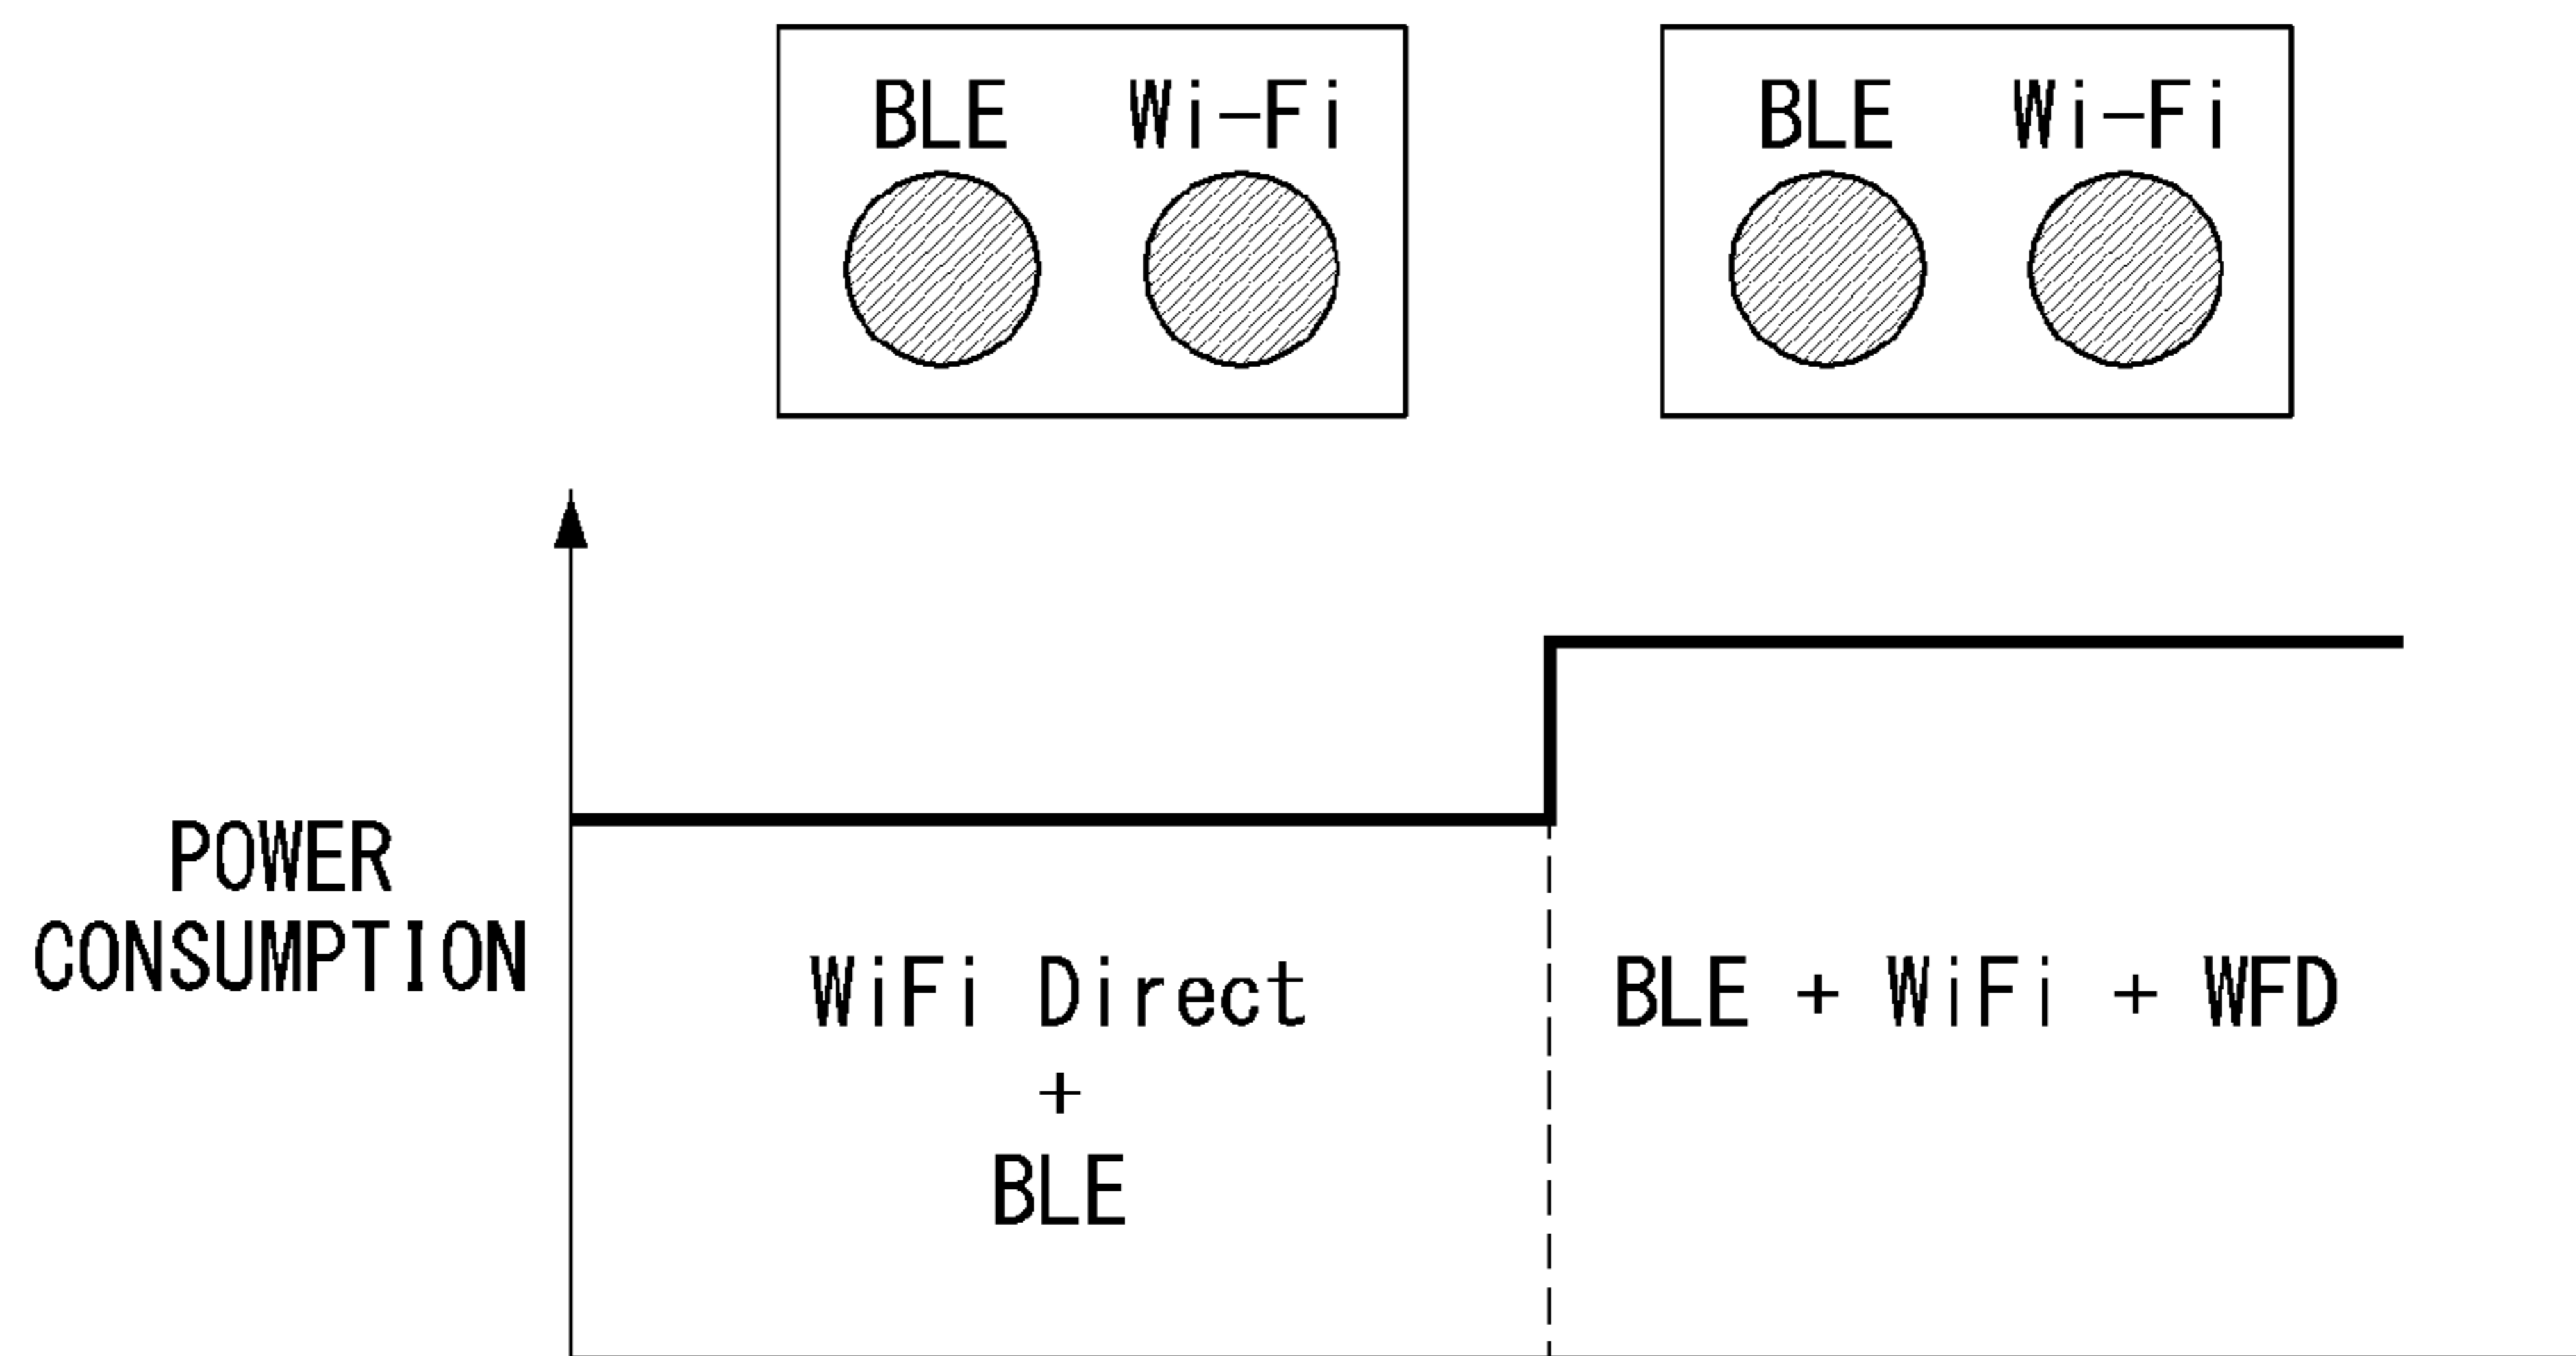 BLE Wi-Fi
BLE Wi-Fi
POWER
CONSUMPTION
WiFi Direct
+
BLE
BLE + WiFi + WFD